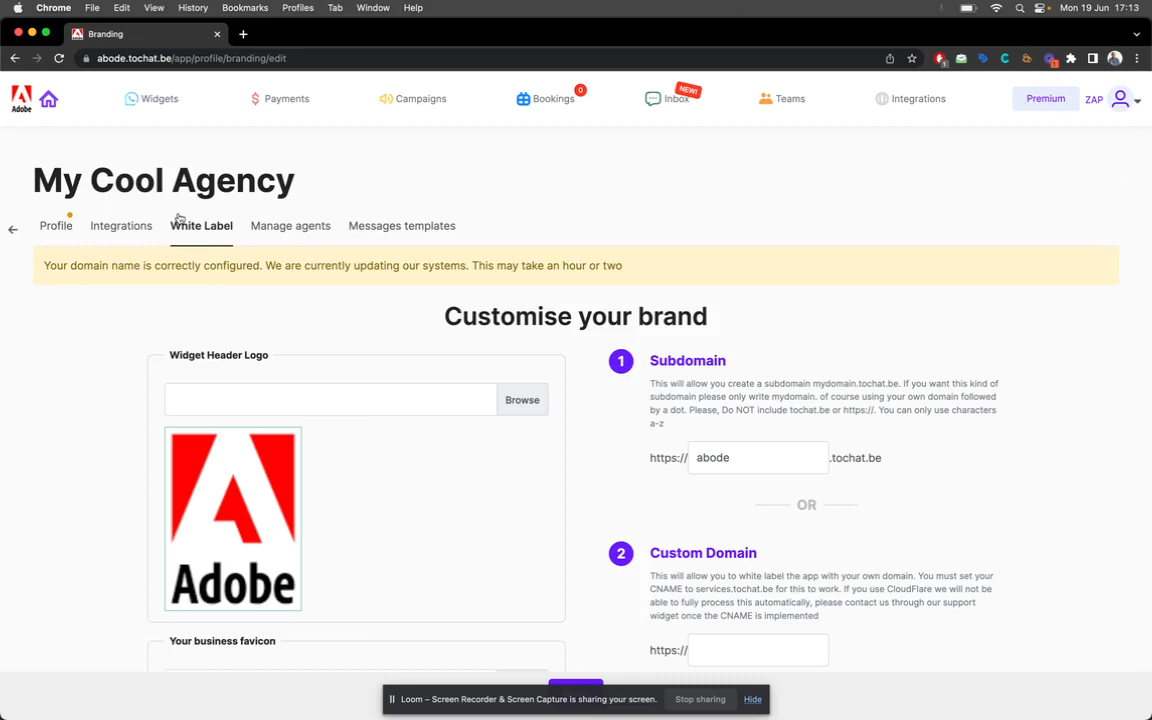 Chrome File Edit View History Bookmarks Profiles Tab Window Help Mon 19 Jun 17:13
Branding
abode.tochat.be/app/profile/branding/edit
Adobe Widgets Payments Campaigns Bookings 0 Inbox NEW! Teams Integrations Premium ZAP
My Cool Agency
Profile Integrations White Label Manage agents Messages templates
Your domain name is correctly configured. We are currently updating our systems. This may take an hour or two
Customise your brand
Widget Header Logo
Browse
Adobe
Your business favicon
1 Subdomain
This will allow you create a subdomain mydomain.tochat.be. If you want this kind of
subdomain please only write mydomain. of course using your own domain followed
by a dot. Please, Do NOT include tochat.be or https://. You can only use characters
a-z
https:// abode .tochat.be
OR
2 Custom Domain
This will allow you to white label the app with your own domain. You must set your
CNAME to services.tochat.be for this to work. If you use CloudFlare we will not be
able to fully process this automatically, please contact us through our support
widget once the CNAME is implemented
https://
Loom – Screen Recorder & Screen Capture is sharing your screen. Stop sharing Hide